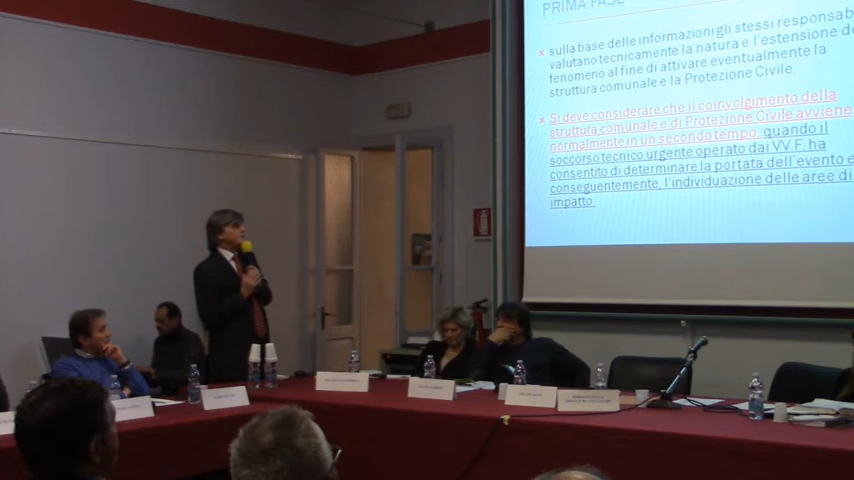 PRIMA FASE
sulla base delle informazioni gli stessi responsab
valutano tecnicamente la natura e l'estensione de
fenomeno al fine di attivare eventualmente la
struttura comunale e la Protezione Civile.
Si deve considerare che il coinvolgimento della
struttura comunale e di Protezione Civile avviene
normalmente in un secondo tempo, quando il
soccorso tecnico urgente operato dai VV.F. ha
consentito di determinare la portata dell'evento e
conseguentemente, l'individuazione delle aree di
impatto.